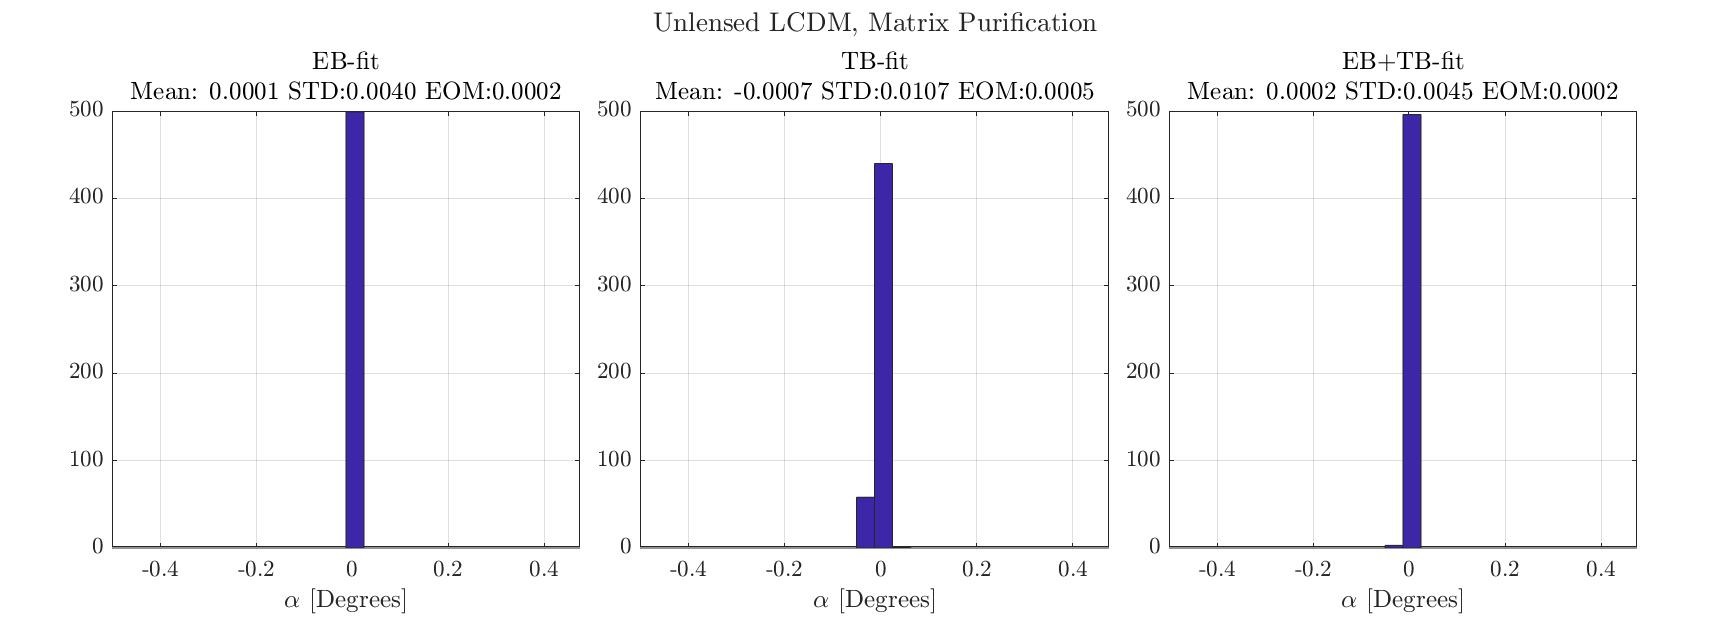 Unlensed LCDM, Matrix Purification
EB-fit
Mean: 0.0001 STD:0.0040 EOM:0.0002
500
400
300
200
100
0
-0.4 -0.2 0 0.2 0.4
α [Degrees]
TB-fit
Mean: -0.0007 STD:0.0107 EOM:0.0005
500
400
300
200
100
0
-0.4 -0.2 0 0.2 0.4
α [Degrees]
EB+TB-fit
Mean: 0.0002 STD:0.0045 EOM:0.0002
500
400
300
200
100
0
-0.4 -0.2 0 0.2 0.4
α [Degrees]